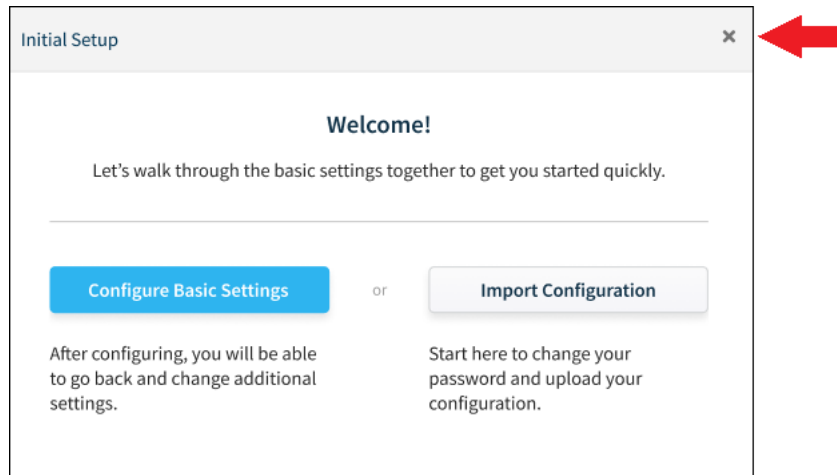 Initial Setup
Welcome!
Let's walk through the basic settings together to get you started quickly.
Configure Basic Settings
or
Import Configuration
After configuring, you will be able
to go back and change additional
settings.
Start here to change your
password and upload your
configuration.